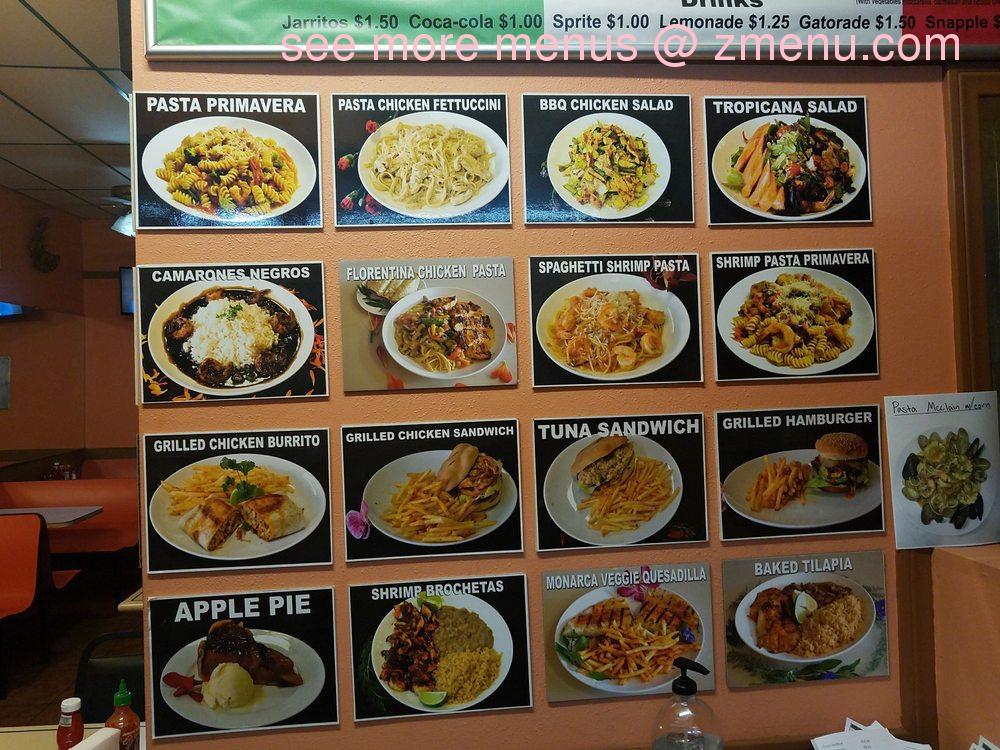 Drinks
Jarritos $1.50 Coca-cola $1.00 Sprite $1.00 Lemonade $1.25 Gatorade $1.50 Snapple $
see more menus @ zmenu.com
PASTA PRIMAVERA
PASTA CHICKEN FETTUCCINI
BBQ CHICKEN SALAD
TROPICANA SALAD
CAMARONES NEGROS
FLORENTINA CHICKEN PASTA
SPAGHETTI SHRIMP PASTA
SHRIMP PASTA PRIMAVERA
Pasta Mcclain w/corn
GRILLED CHICKEN BURRITO
GRILLED CHICKEN SANDWICH
TUNA SANDWICH
GRILLED HAMBURGER
APPLE PIE
SHRIMP BROCHETAS
MONARCA VEGGIE QUESADILLA
BAKED TILAPIA